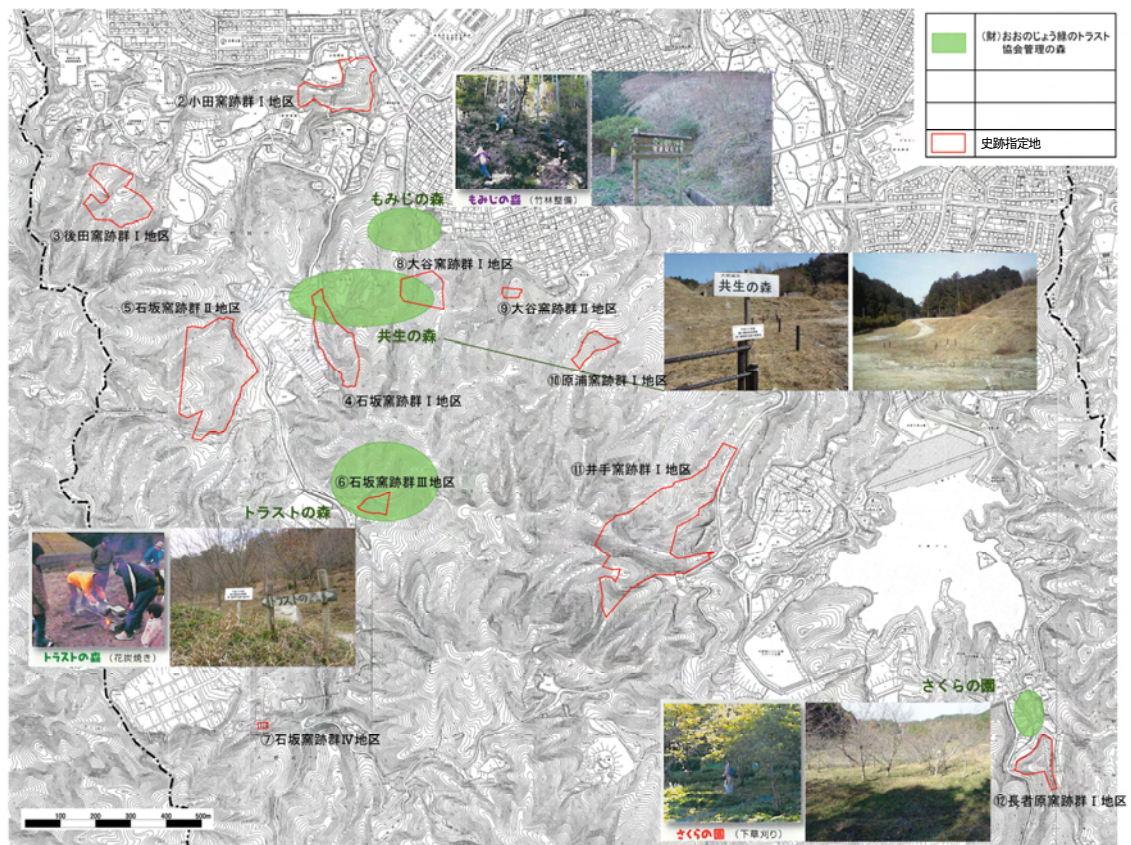 (財)おおのじょう緑のトラスト
協会管理の森
史跡指定地
②小田窯跡群Ⅰ地区
③後田窯跡群Ⅰ地区
もみじの森
もみじの森 (竹林整備)
⑧大谷窯跡群Ⅰ地区
⑨大谷窯跡群Ⅱ地区
⑤石坂窯跡群Ⅱ地区
共生の森
共生の森
⑩原浦窯跡群Ⅰ地区
④石坂窯跡群Ⅰ地区
⑪井手窯跡群Ⅰ地区
⑥石坂窯跡群Ⅲ地区
トラストの森
トラストの森
トラストの森 (花炭焼き)
⑦石坂窯跡群Ⅳ地区
さくらの園
さくらの園 (下草刈り)
⑫長者原窯跡群Ⅰ地区
100 200 300 400 500m